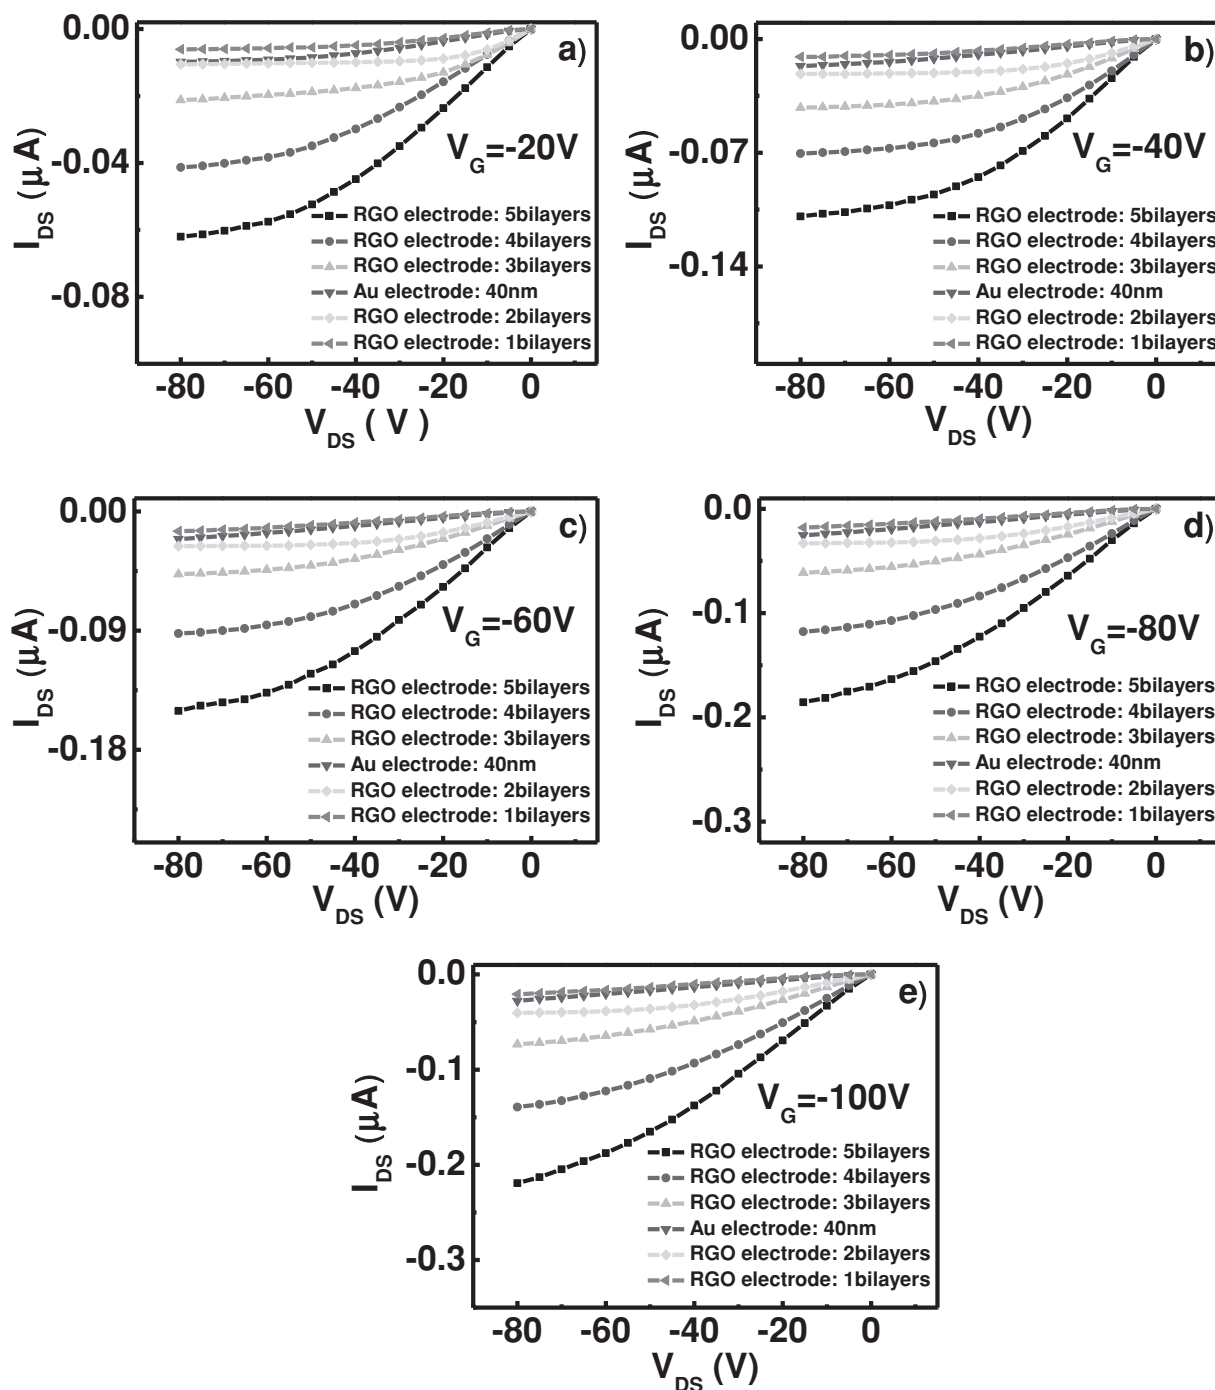 a)
0.00
-0.04
-0.08
I_DS (μA)
V_G=-20V
RGO electrode: 5bilayers
RGO electrode: 4bilayers
RGO electrode: 3bilayers
Au electrode: 40nm
RGO electrode: 2bilayers
RGO electrode: 1bilayers
-80 -60 -40 -20 0
V_DS ( V )
b)
0.00
-0.07
-0.14
I_DS (μA)
V_G=-40V
RGO electrode: 5bilayers
RGO electrode: 4bilayers
RGO electrode: 3bilayers
Au electrode: 40nm
RGO electrode: 2bilayers
RGO electrode: 1bilayers
-80 -60 -40 -20 0
V_DS (V)
c)
0.00
-0.09
-0.18
I_DS (μA)
V_G=-60V
RGO electrode: 5bilayers
RGO electrode: 4bilayers
RGO electrode: 3bilayers
Au electrode: 40nm
RGO electrode: 2bilayers
RGO electrode: 1bilayers
-80 -60 -40 -20 0
V_DS (V)
d)
0.0
-0.1
-0.2
-0.3
I_DS (μA)
V_G=-80V
RGO electrode: 5bilayers
RGO electrode: 4bilayers
RGO electrode: 3bilayers
Au electrode: 40nm
RGO electrode: 2bilayers
RGO electrode: 1bilayers
-80 -60 -40 -20 0
V_DS (V)
e)
0.0
-0.1
-0.2
-0.3
I_DS (μA)
V_G=-100V
RGO electrode: 5bilayers
RGO electrode: 4bilayers
RGO electrode: 3bilayers
Au electrode: 40nm
RGO electrode: 2bilayers
RGO electrode: 1bilayers
-80 -60 -40 -20 0
V_DS (V)